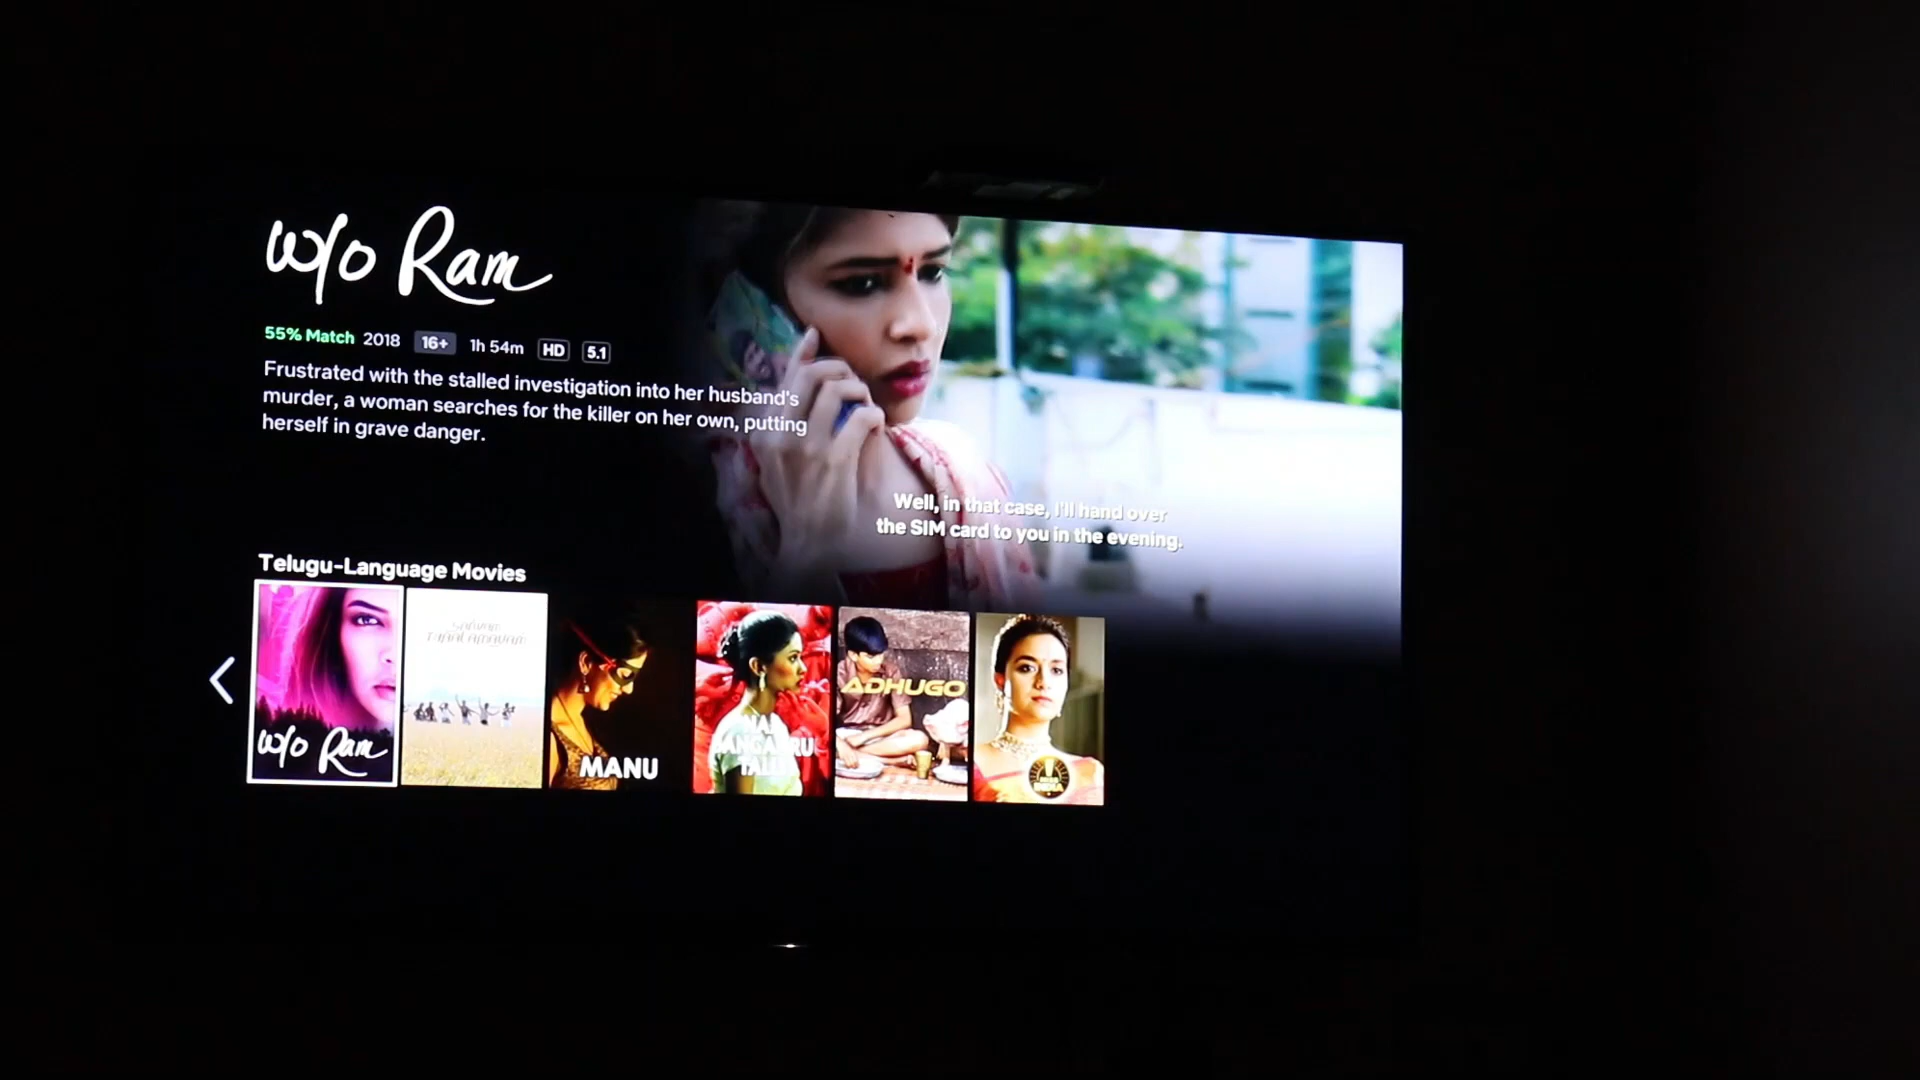 w/o Ram
55% Match 2018 16+ 1h 54m HD 5.1
Frustrated with the stalled investigation into her husband's
murder, a woman searches for the killer on her own, putting
herself in grave danger.
Well, in that case, I'll hand over
the SIM card to you in the evening.
Telugu-Language Movies
w/o Ram
MANU
ADHUGO